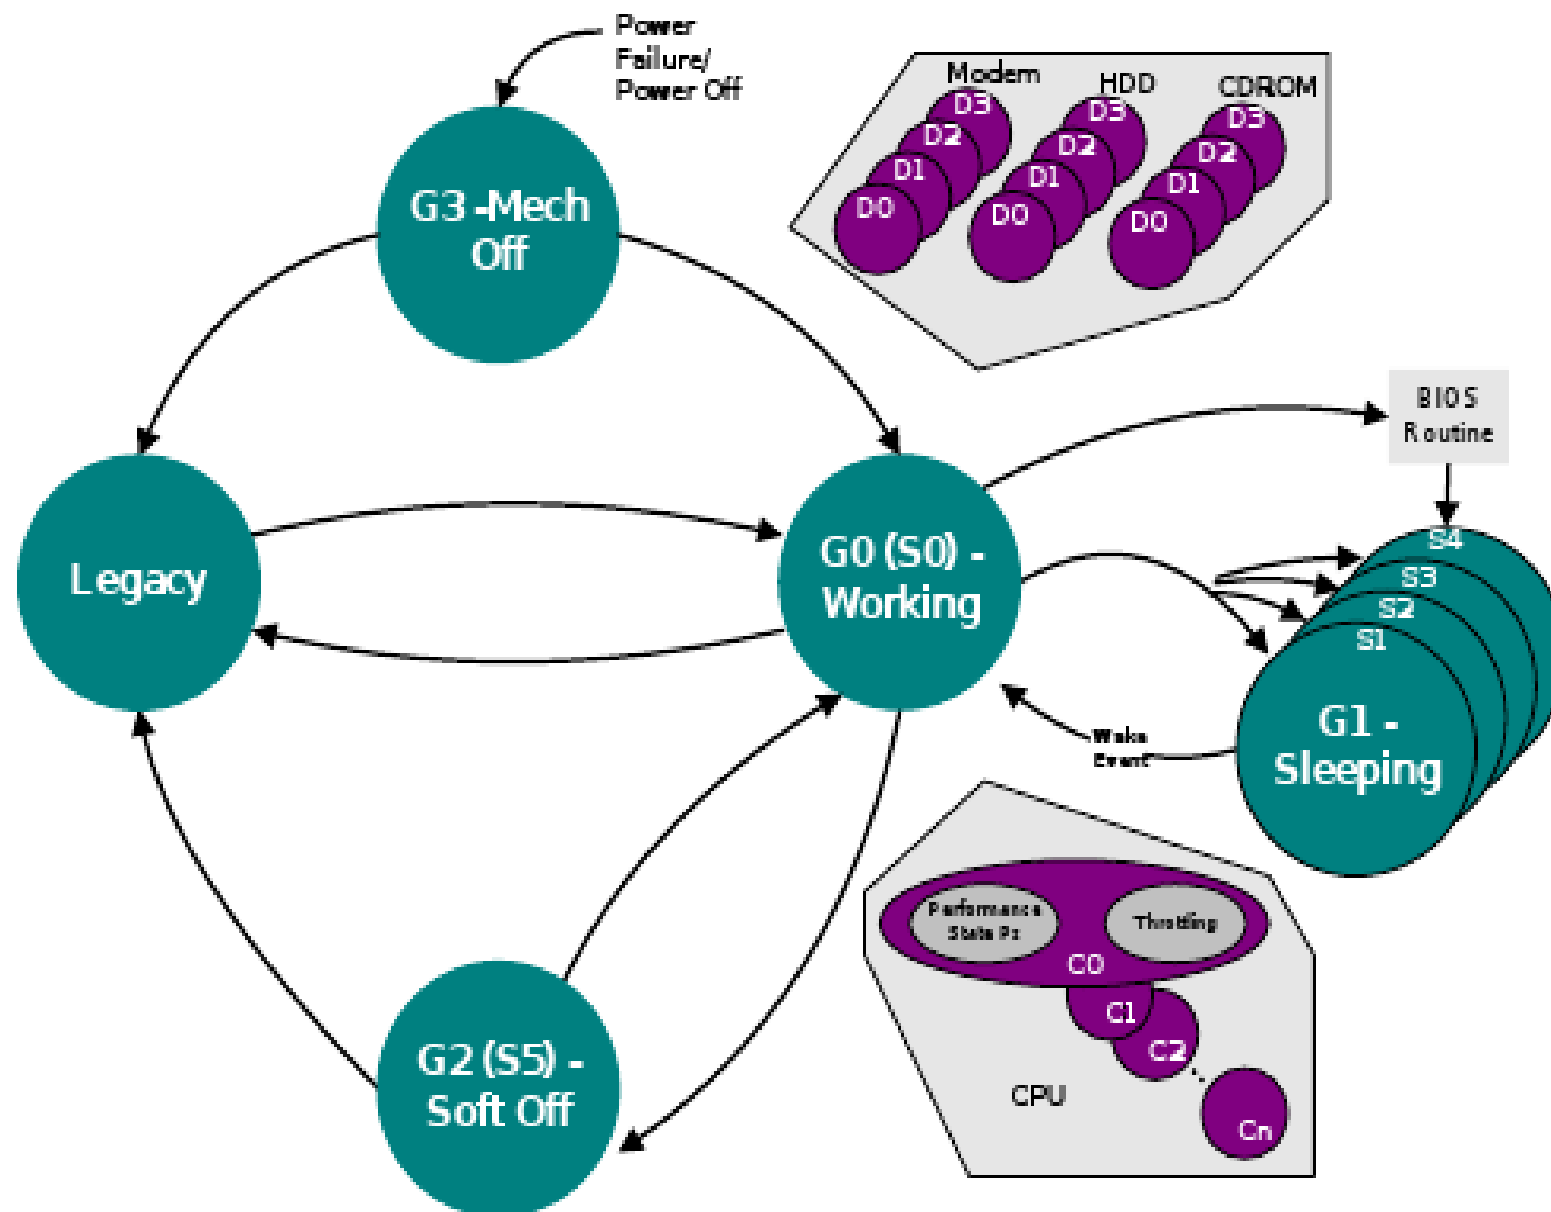 Power
Failure/
Power Off
Modem
HDD
CDROM
D3
D2
D1
D0
D3
D2
D1
D0
D3
D2
D1
D0
G3 -Mech
Off
BIOS
Routine
Legacy
G0 (S0) -
Working
S4
S3
S2
S1
G1 -
Sleeping
Wake
Event
Performance
State Px
Throttling
C0
C1
C2
Cn
CPU
G2 (S5) -
Soft Off